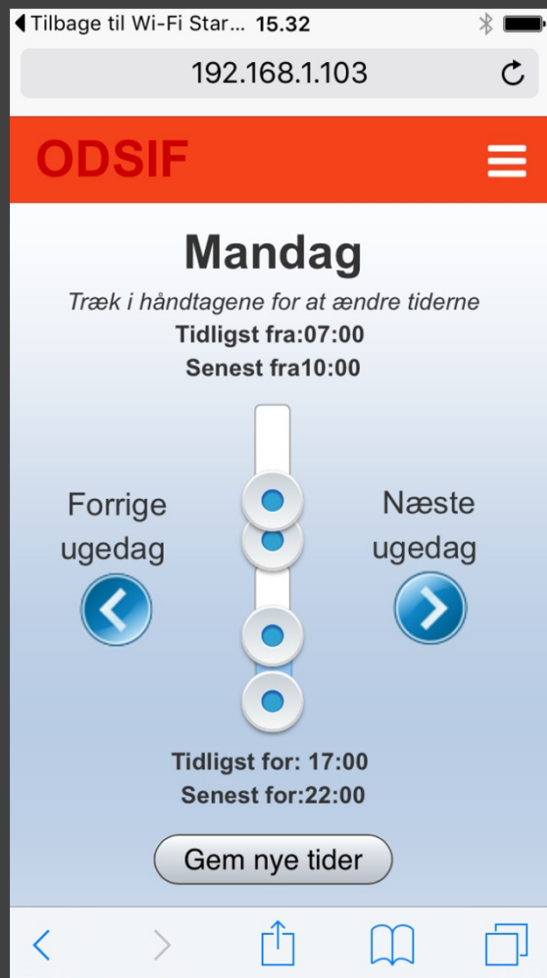 Tilbage til Wi-Fi Star... 15.32
192.168.1.103
ODSIF
Mandag
Træk i håndtagene for at ændre tiderne
Tidligst fra:07:00
Senest fra10:00
Forrige
ugedag
Næste
ugedag
Tidligst for: 17:00
Senest for:22:00
Gem nye tider